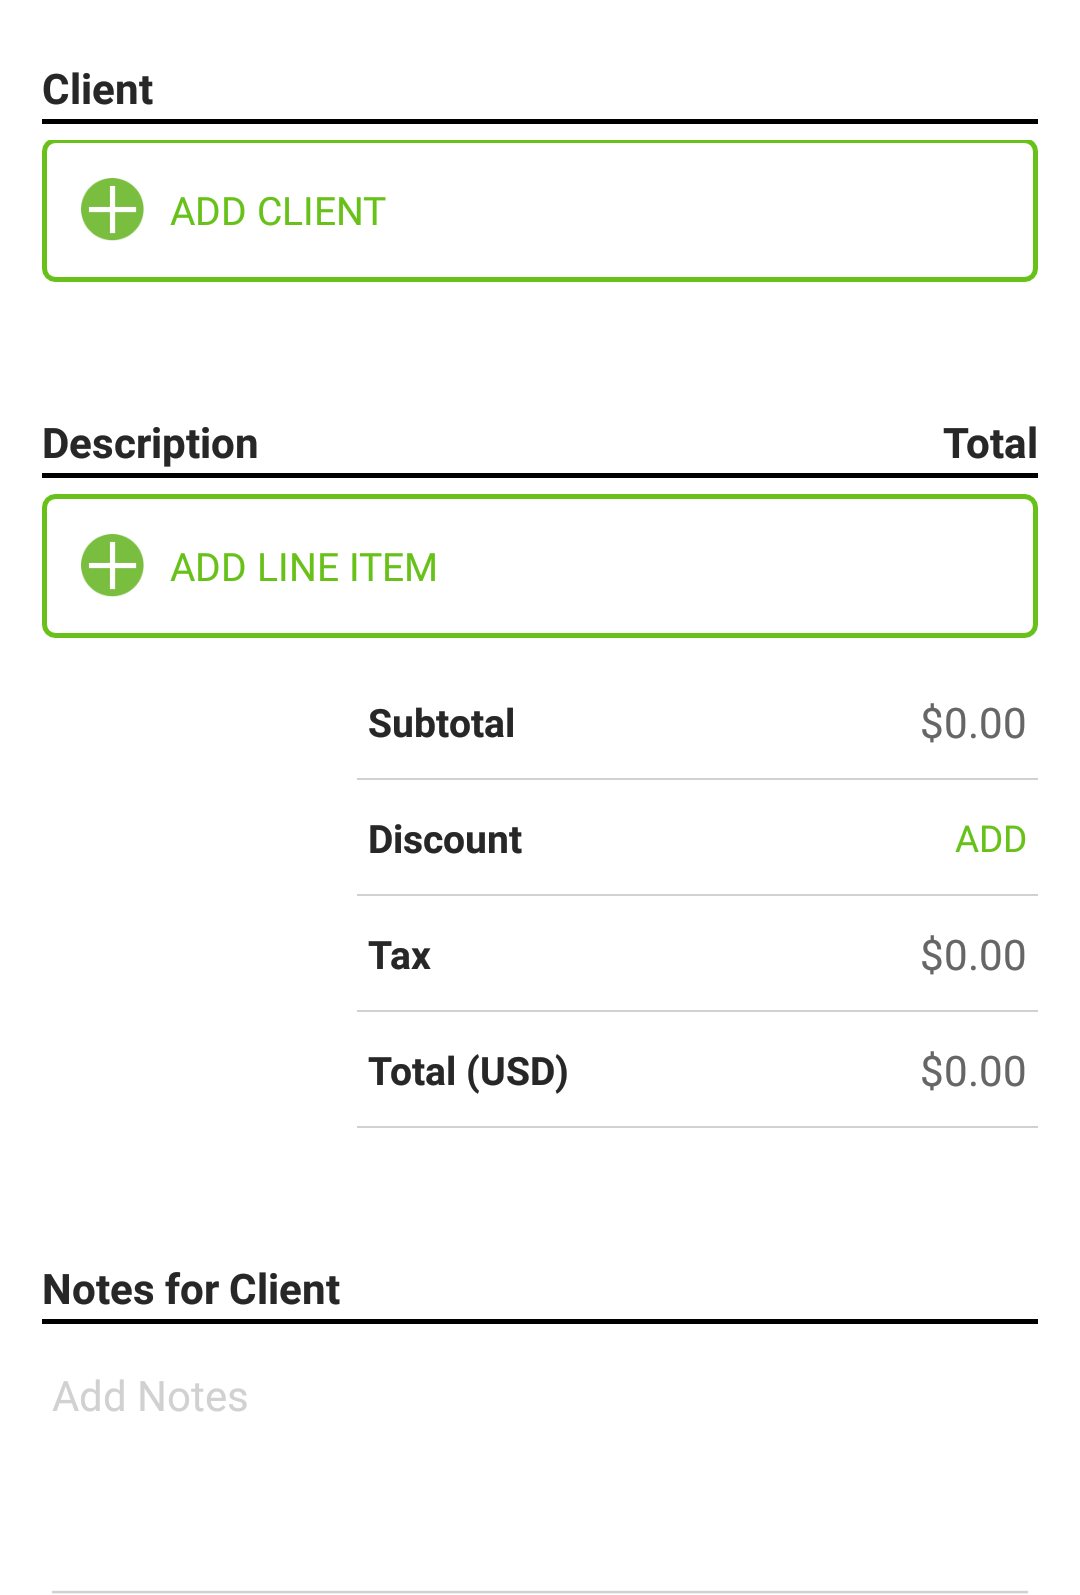 Client
ADD CLIENT
Description Total
ADD LINE ITEM
Subtotal $0.00
Discount ADD
Tax $0.00
Total (USD) $0.00
Notes for Client
Add Notes